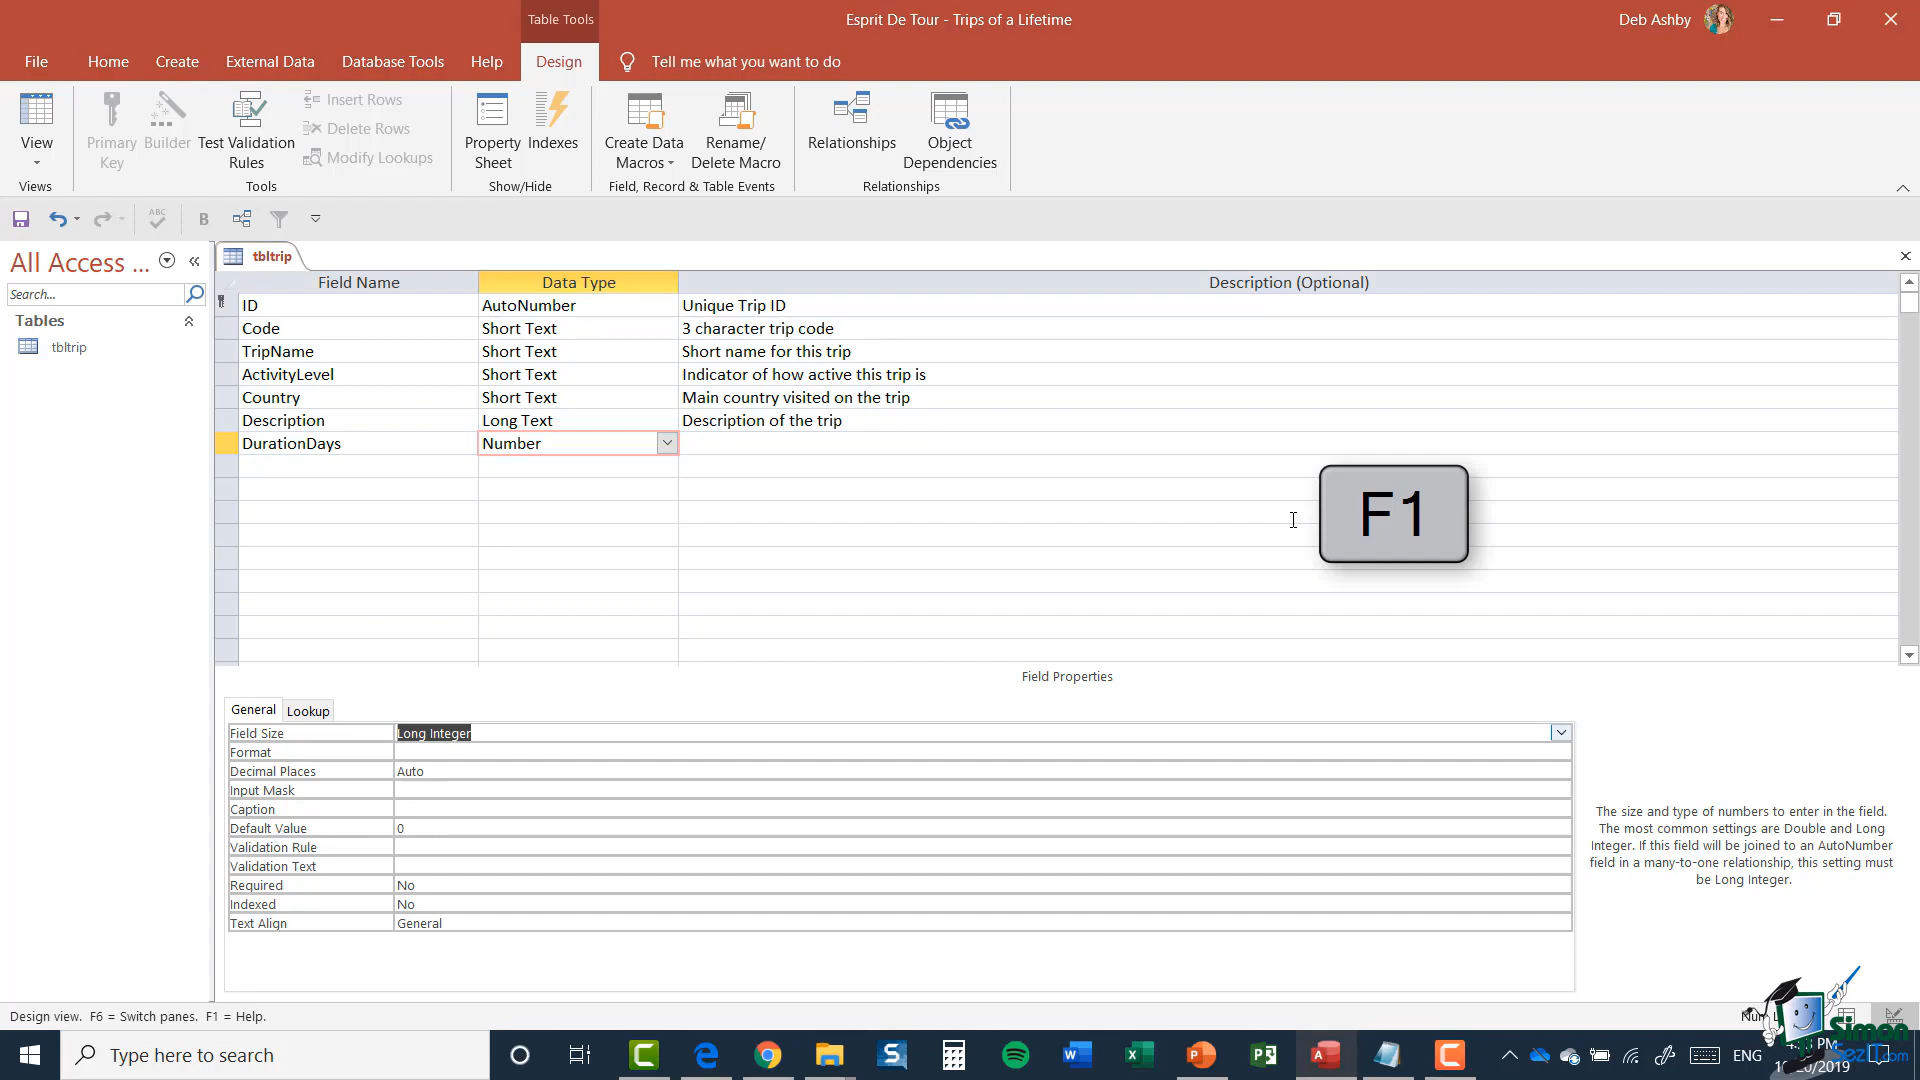 Table Tools
Esprit De Tour - Trips of a Lifetime
Deb Ashby
File
Home
Create
External Data
Database Tools
Help
Design
Tell me what you want to do
View
Primary
Key
Builder
Test Validation
Rules
Insert Rows
Delete Rows
Modify Lookups
Property
Sheet
Indexes
Create Data
Macros
Rename/
Delete Macro
Relationships
Object
Dependencies
Views
Tools
Show/Hide
Field, Record & Table Events
Relationships
ABC
B
All Access ...
Search...
Tables
tbltrip
tbltrip
Field Name
Data Type
Description (Optional)
ID
AutoNumber
Unique Trip ID
Code
Short Text
3 character trip code
TripName
Short Text
Short name for this trip
ActivityLevel
Short Text
Indicator of how active this trip is
Country
Short Text
Main country visited on the trip
Description
Long Text
Description of the trip
DurationDays
Number
F1
Field Properties
General
Lookup
Field Size
Long Integer
Format
Decimal Places
Auto
Input Mask
Caption
Default Value
0
Validation Rule
Validation Text
Required
No
Indexed
No
Text Align
General
The size and type of numbers to enter in the field.
The most common settings are Double and Long
Integer. If this field will be joined to an AutoNumber
field in a many-to-one relationship, this setting must
be Long Integer.
Design view. F6 = Switch panes. F1 = Help.
Type here to search
ENG
PM
Simon
SezIT.com